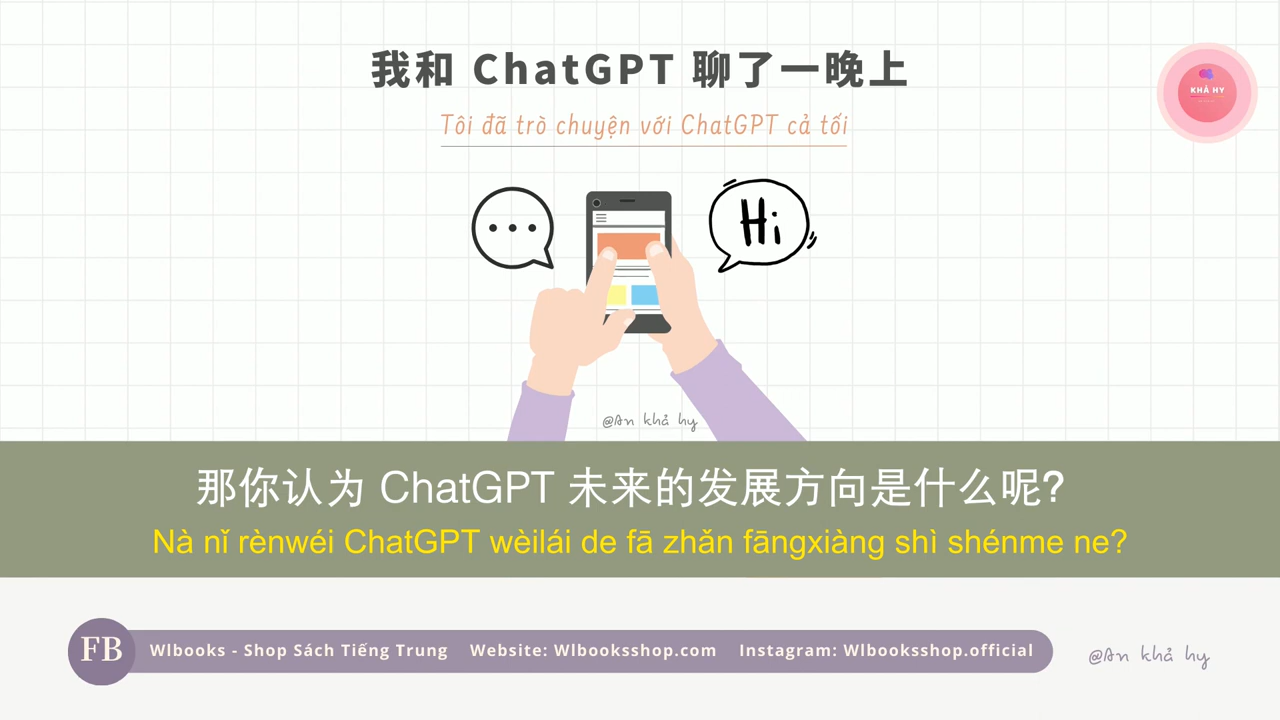 我和 ChatGPT 聊了一晚上
Tôi đã trò chuyện với ChatGPT cả tối
KHẢ HY
Hi
@An khả hy
那你认为 ChatGPT 未来的发展方向是什么呢?
Nà nǐ rènwéi ChatGPT wèilái de fā zhǎn fāngxiàng shì shénme ne?
FB Wlbooks - Shop Sách Tiếng Trung Website: Wlbooksshop.com Instagram: Wlbooksshop.official
@An khả hy